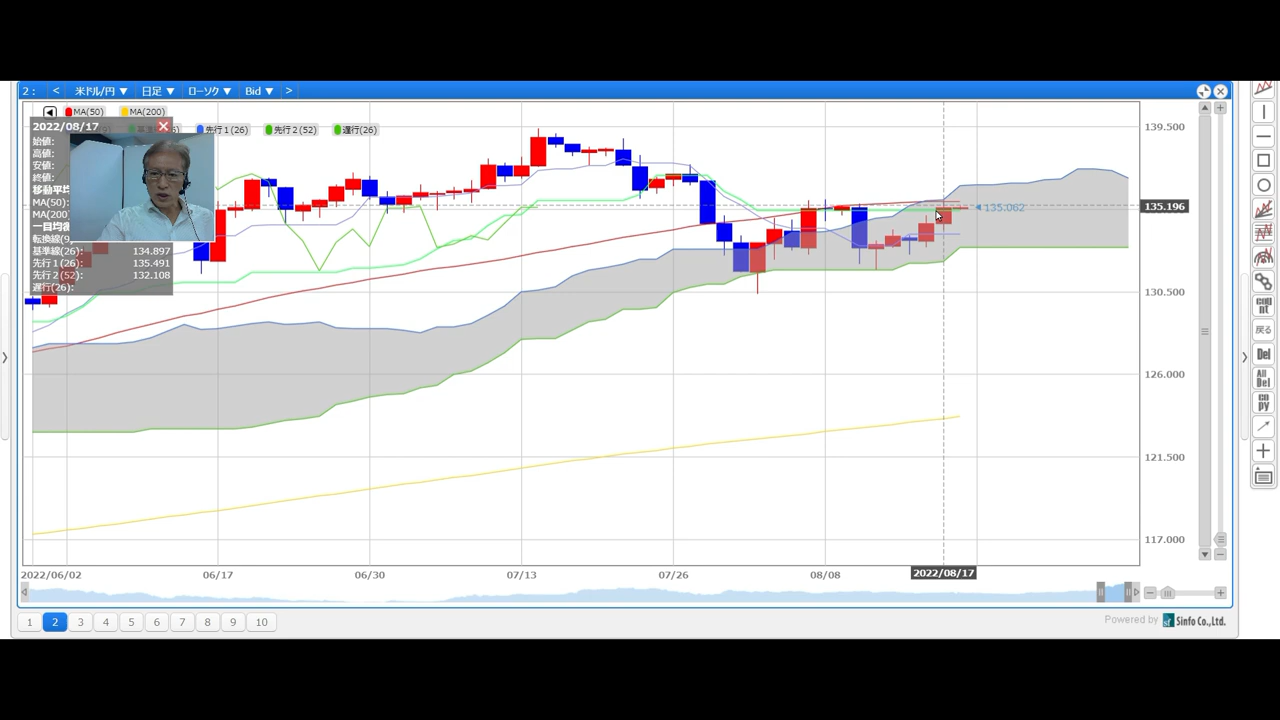 2 : < 米ドル/円 ▼ 日足 ▼ ローソク ▼ Bid ▼ >
MA(50) MA(200)
2022/08/17
先行1(26) 先行2(52) 遅行(26)
始値:
高値:
安値:
終値:
移動平均
MA(50):
MA(200
一目均衡
転換線(9
基準線(26): 134.897
先行1(26): 135.491
先行2(52): 132.108
遅行(26):
139.500
135.196
135.062
130.500
126.000
121.500
117.000
2022/06/02 06/17 06/30 07/13 07/26 08/08 2022/08/17
COU
NT
戻る
Del
All
Del
CO
py
1 2 3 4 5 6 7 8 9 10
Powered by Sinfo Co.,Ltd.